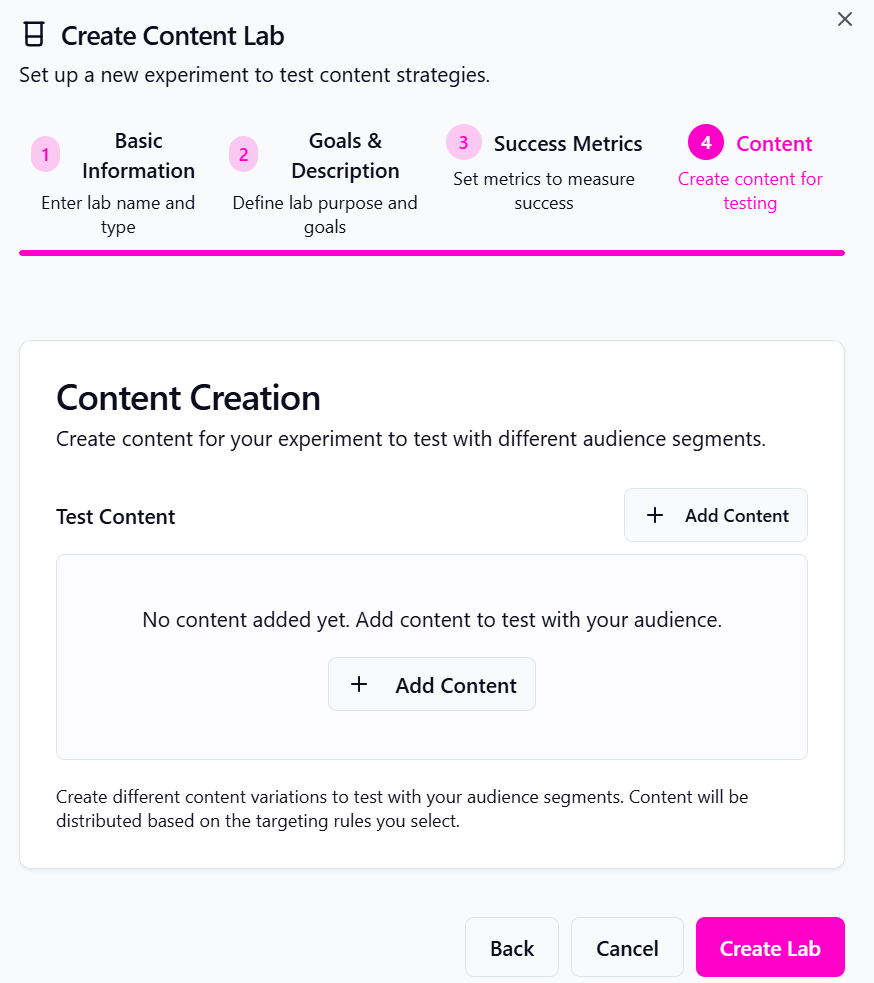 Create Content Lab
Set up a new experiment to test content strategies.
1
Basic
Information
Enter lab name and
type
2
Goals &
Description
Define lab purpose and
goals
3
Success Metrics
Set metrics to measure
success
4
Content
Create content for
testing
Content Creation
Create content for your experiment to test with different audience segments.
Test Content
Add Content
No content added yet. Add content to test with your audience.
Add Content
Create different content variations to test with your audience segments. Content will be
distributed based on the targeting rules you select.
Back
Cancel
Create Lab